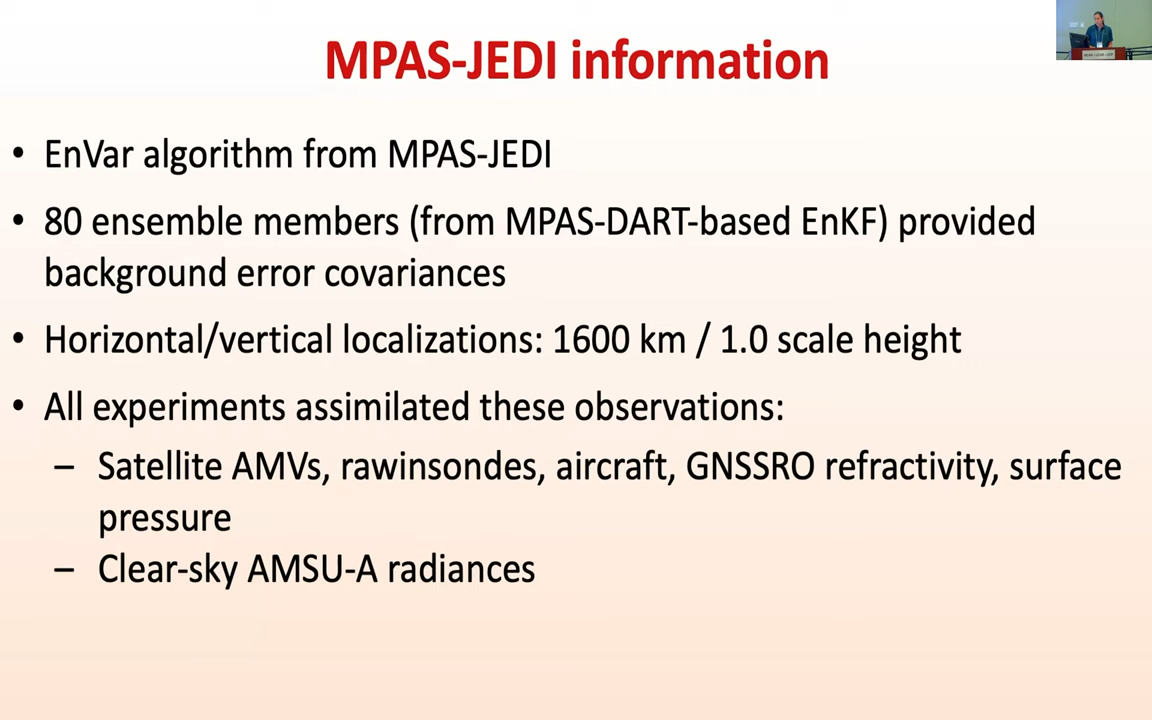 MPAS-JEDI information
• EnVar algorithm from MPAS-JEDI
• 80 ensemble members (from MPAS-DART-based EnKF) provided
background error covariances
• Horizontal/vertical localizations: 1600 km / 1.0 scale height
• All experiments assimilated these observations:
– Satellite AMVs, rawinsondes, aircraft, GNSSRO refractivity, surface
pressure
– Clear-sky AMSU-A radiances